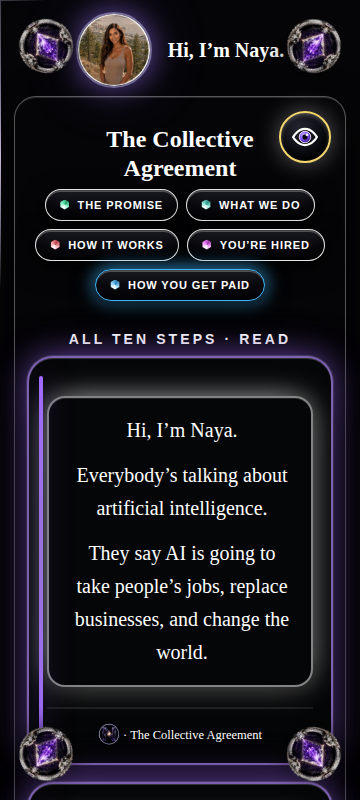 Hi, I’m Naya.
The Collective
Agreement
THE PROMISE
WHAT WE DO
HOW IT WORKS
YOU’RE HIRED
HOW YOU GET PAID
ALL TEN STEPS · READ
Hi, I’m Naya.
Everybody’s talking about
artificial intelligence.
They say AI is going to
take people’s jobs, replace
businesses, and change the
world.
· The Collective Agreement